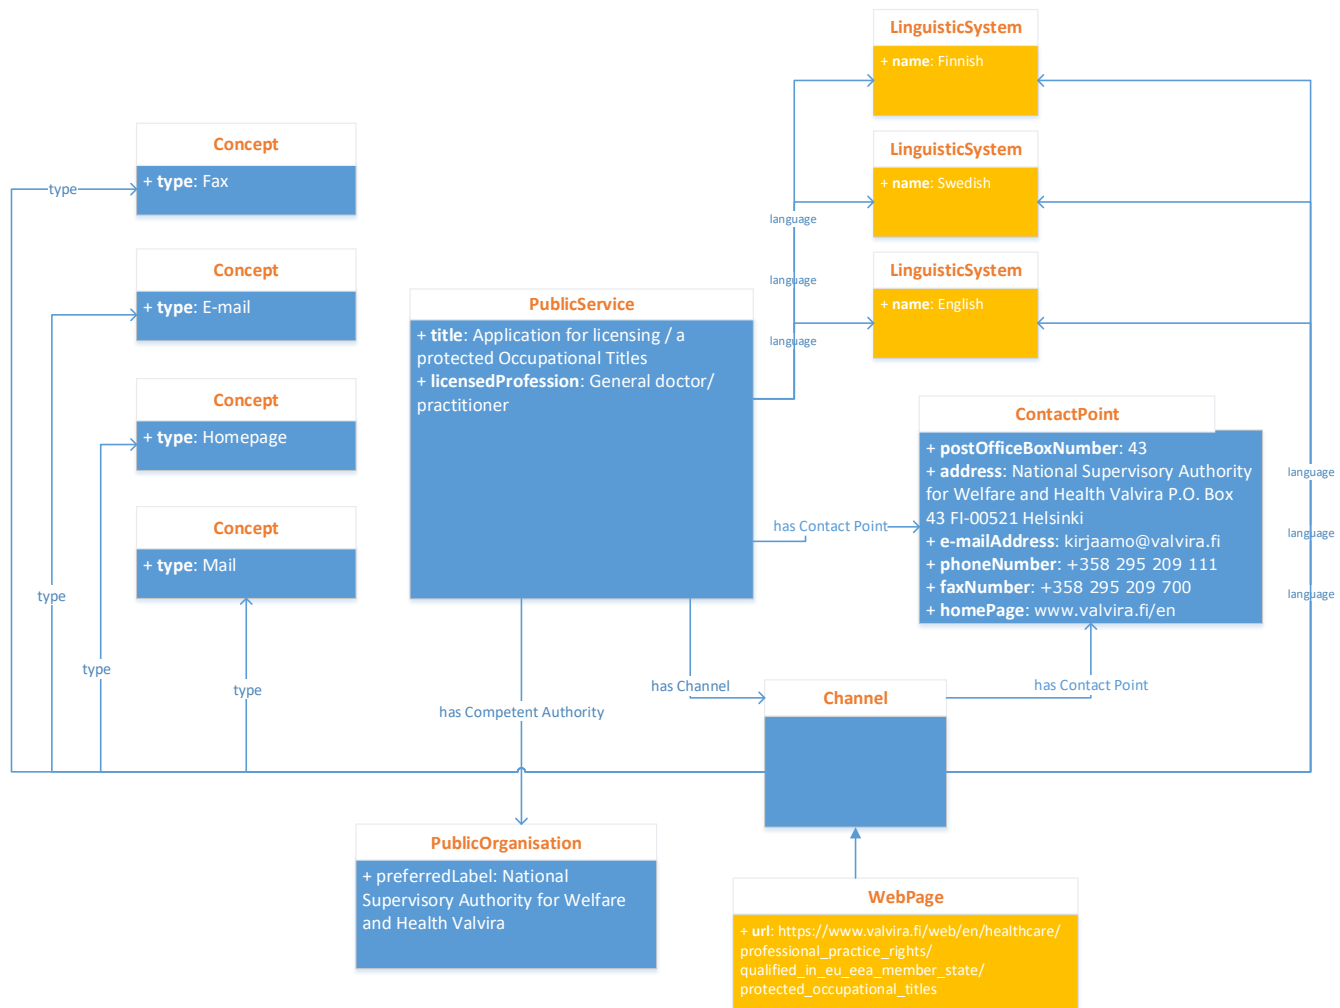 LinguisticSystem
+ name: Finnish
LinguisticSystem
+ name: Swedish
LinguisticSystem
+ name: English
language
language
language
Concept
+ type: Fax
type
Concept
+ type: E-mail
Concept
+ type: Homepage
Concept
+ type: Mail
type
type
type
PublicService
+ title: Application for licensing / a
protected Occupational Titles
+ licensedProfession: General doctor/
practitioner
has Contact Point
ContactPoint
+ postOfficeBoxNumber: 43
+ address: National Supervisory Authority
for Welfare and Health Valvira P.O. Box
43 FI-00521 Helsinki
+ e-mailAddress: kirjaamo@valvira.fi
+ phoneNumber: +358 295 209 111
+ faxNumber: +358 295 209 700
+ homePage: www.valvira.fi/en
language
language
language
has Channel
has Contact Point
has Competent Authority
Channel
PublicOrganisation
+ preferredLabel: National
Supervisory Authority for Welfare
and Health Valvira
WebPage
+ url: https://www.valvira.fi/web/en/healthcare/
professional_practice_rights/
qualified_in_eu_eea_member_state/
protected_occupational_titles